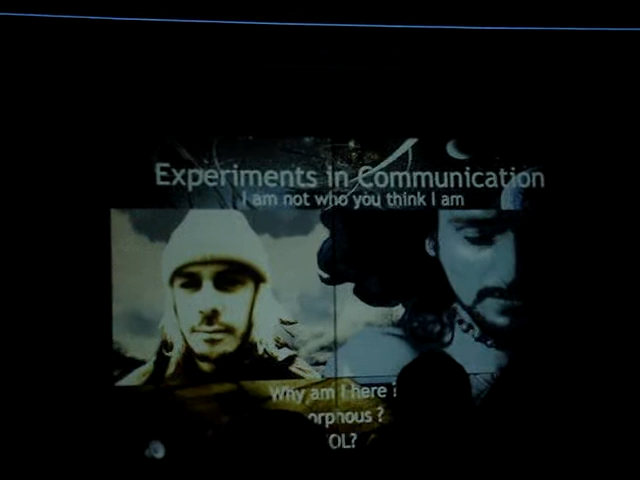 Experiments in Communication
I am not who you think I am
Why am I here ?
orphous ?
OL?